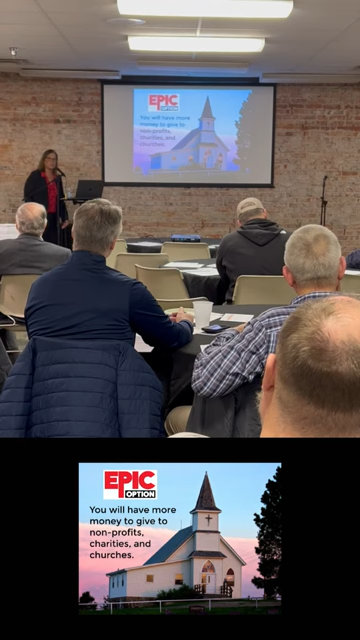 EPIC
OPTION
You will have more
money to give to
non-profits,
charities, and
churches.
EPIC
OPTION
You will have more
money to give to
non-profits,
charities, and
churches.